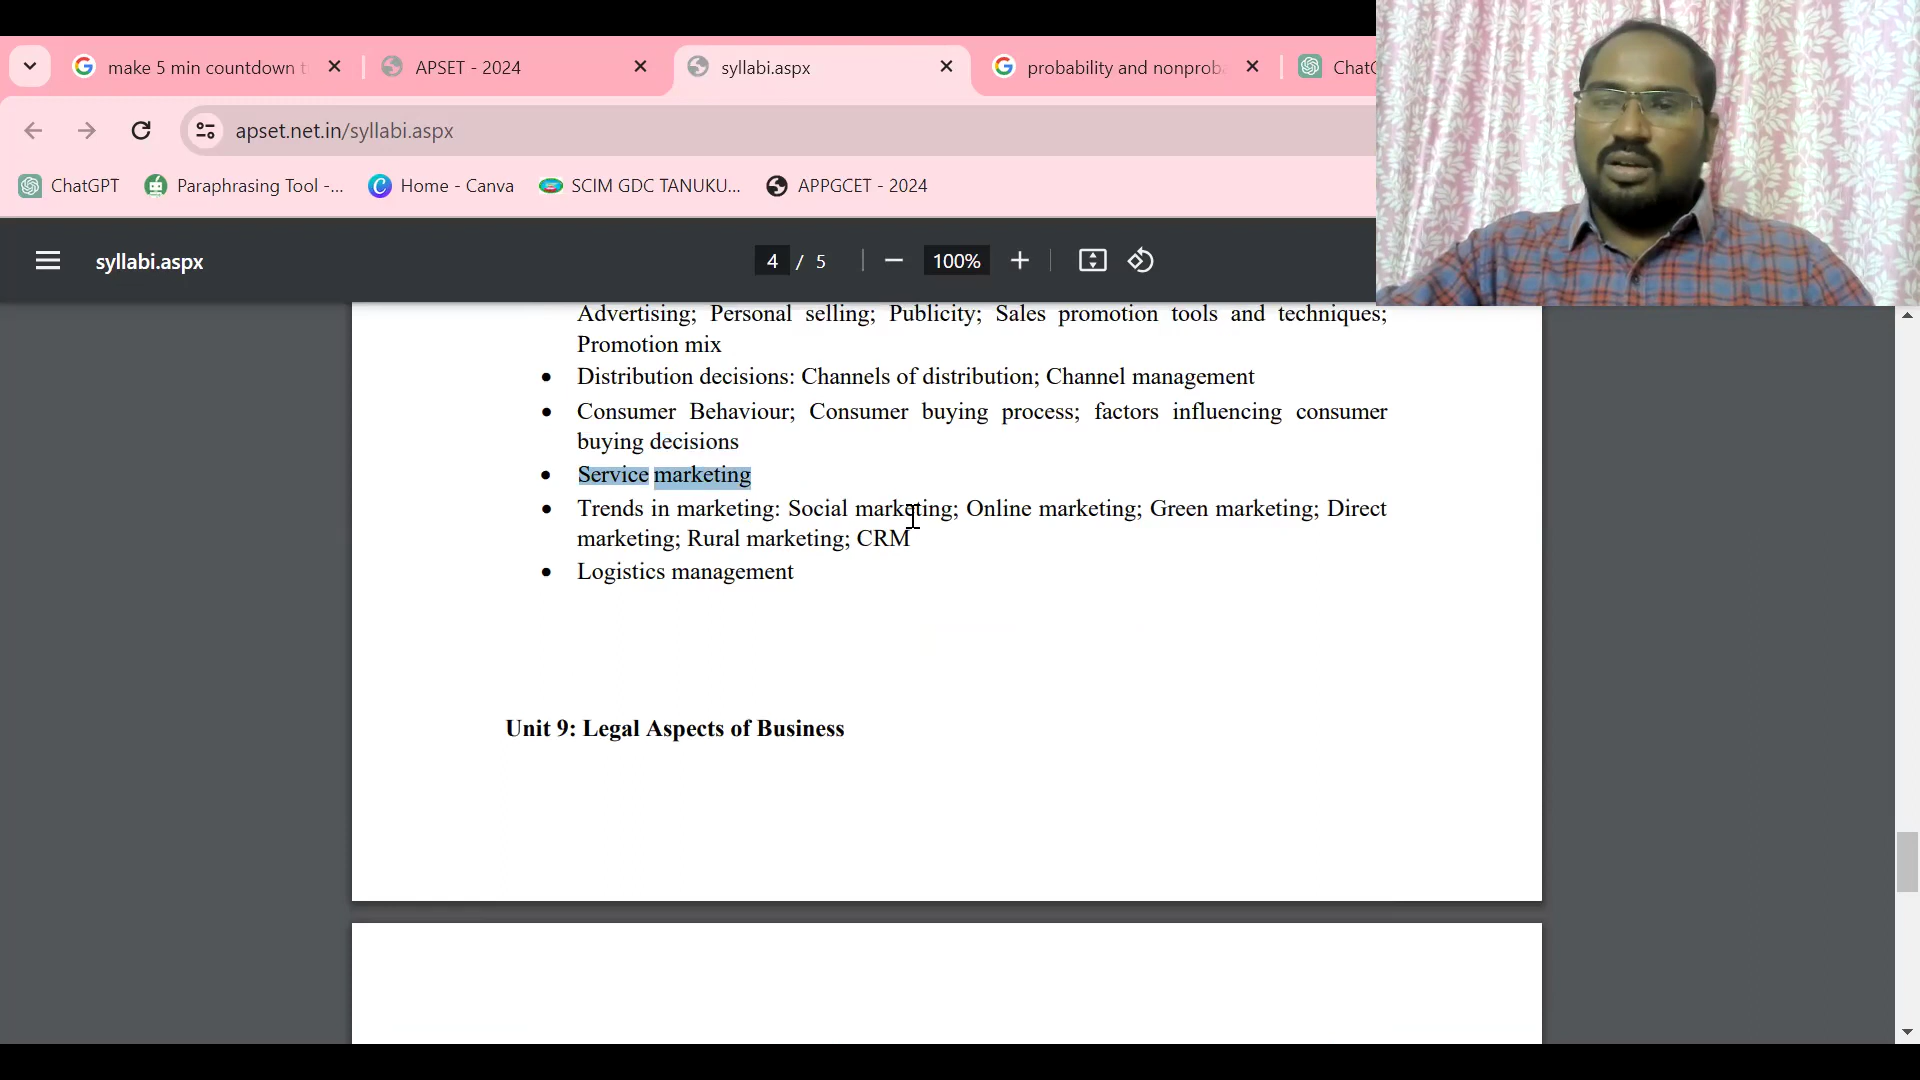 make 5 min countdown t
APSET - 2024
syllabi.aspx
probability and nonprob
ChatG
apset.net.in/syllabi.aspx
ChatGPT
Paraphrasing Tool -...
Home - Canva
SCIM GDC TANUKU...
APPGCET - 2024
syllabi.aspx
4 / 5
100%
Advertising; Personal selling; Publicity; Sales promotion tools and techniques;
Promotion mix
• Distribution decisions: Channels of distribution; Channel management
• Consumer Behaviour; Consumer buying process; factors influencing consumer
buying decisions
• Service marketing
• Trends in marketing: Social marketing; Online marketing; Green marketing; Direct
marketing; Rural marketing; CRM
• Logistics management
Unit 9: Legal Aspects of Business